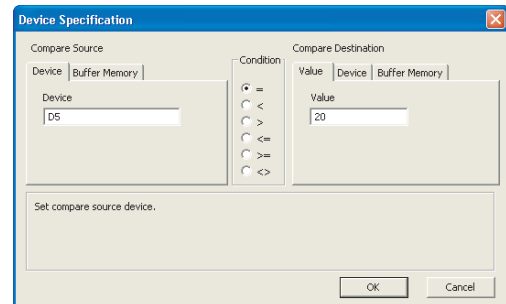 Device Specification
Compare Source
Device
Buffer Memory
Device
D5
Condition
=
<
>
<=
>=
<>
Compare Destination
Value
Device
Buffer Memory
Value
20
Set compare source device.
OK
Cancel